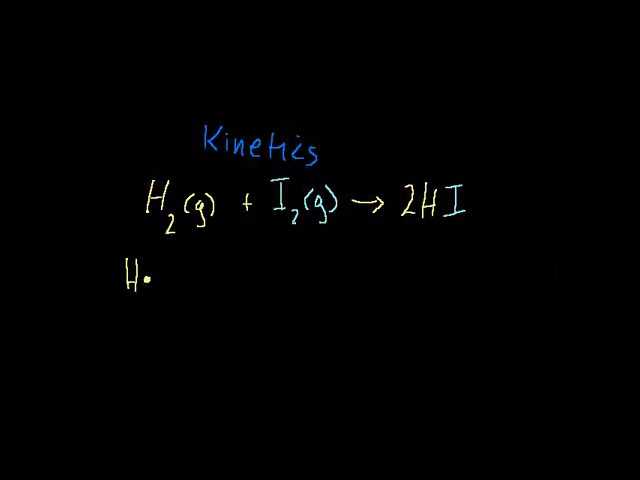 Kinetics
H₂(g) + I₂(g) → 2HI
H·